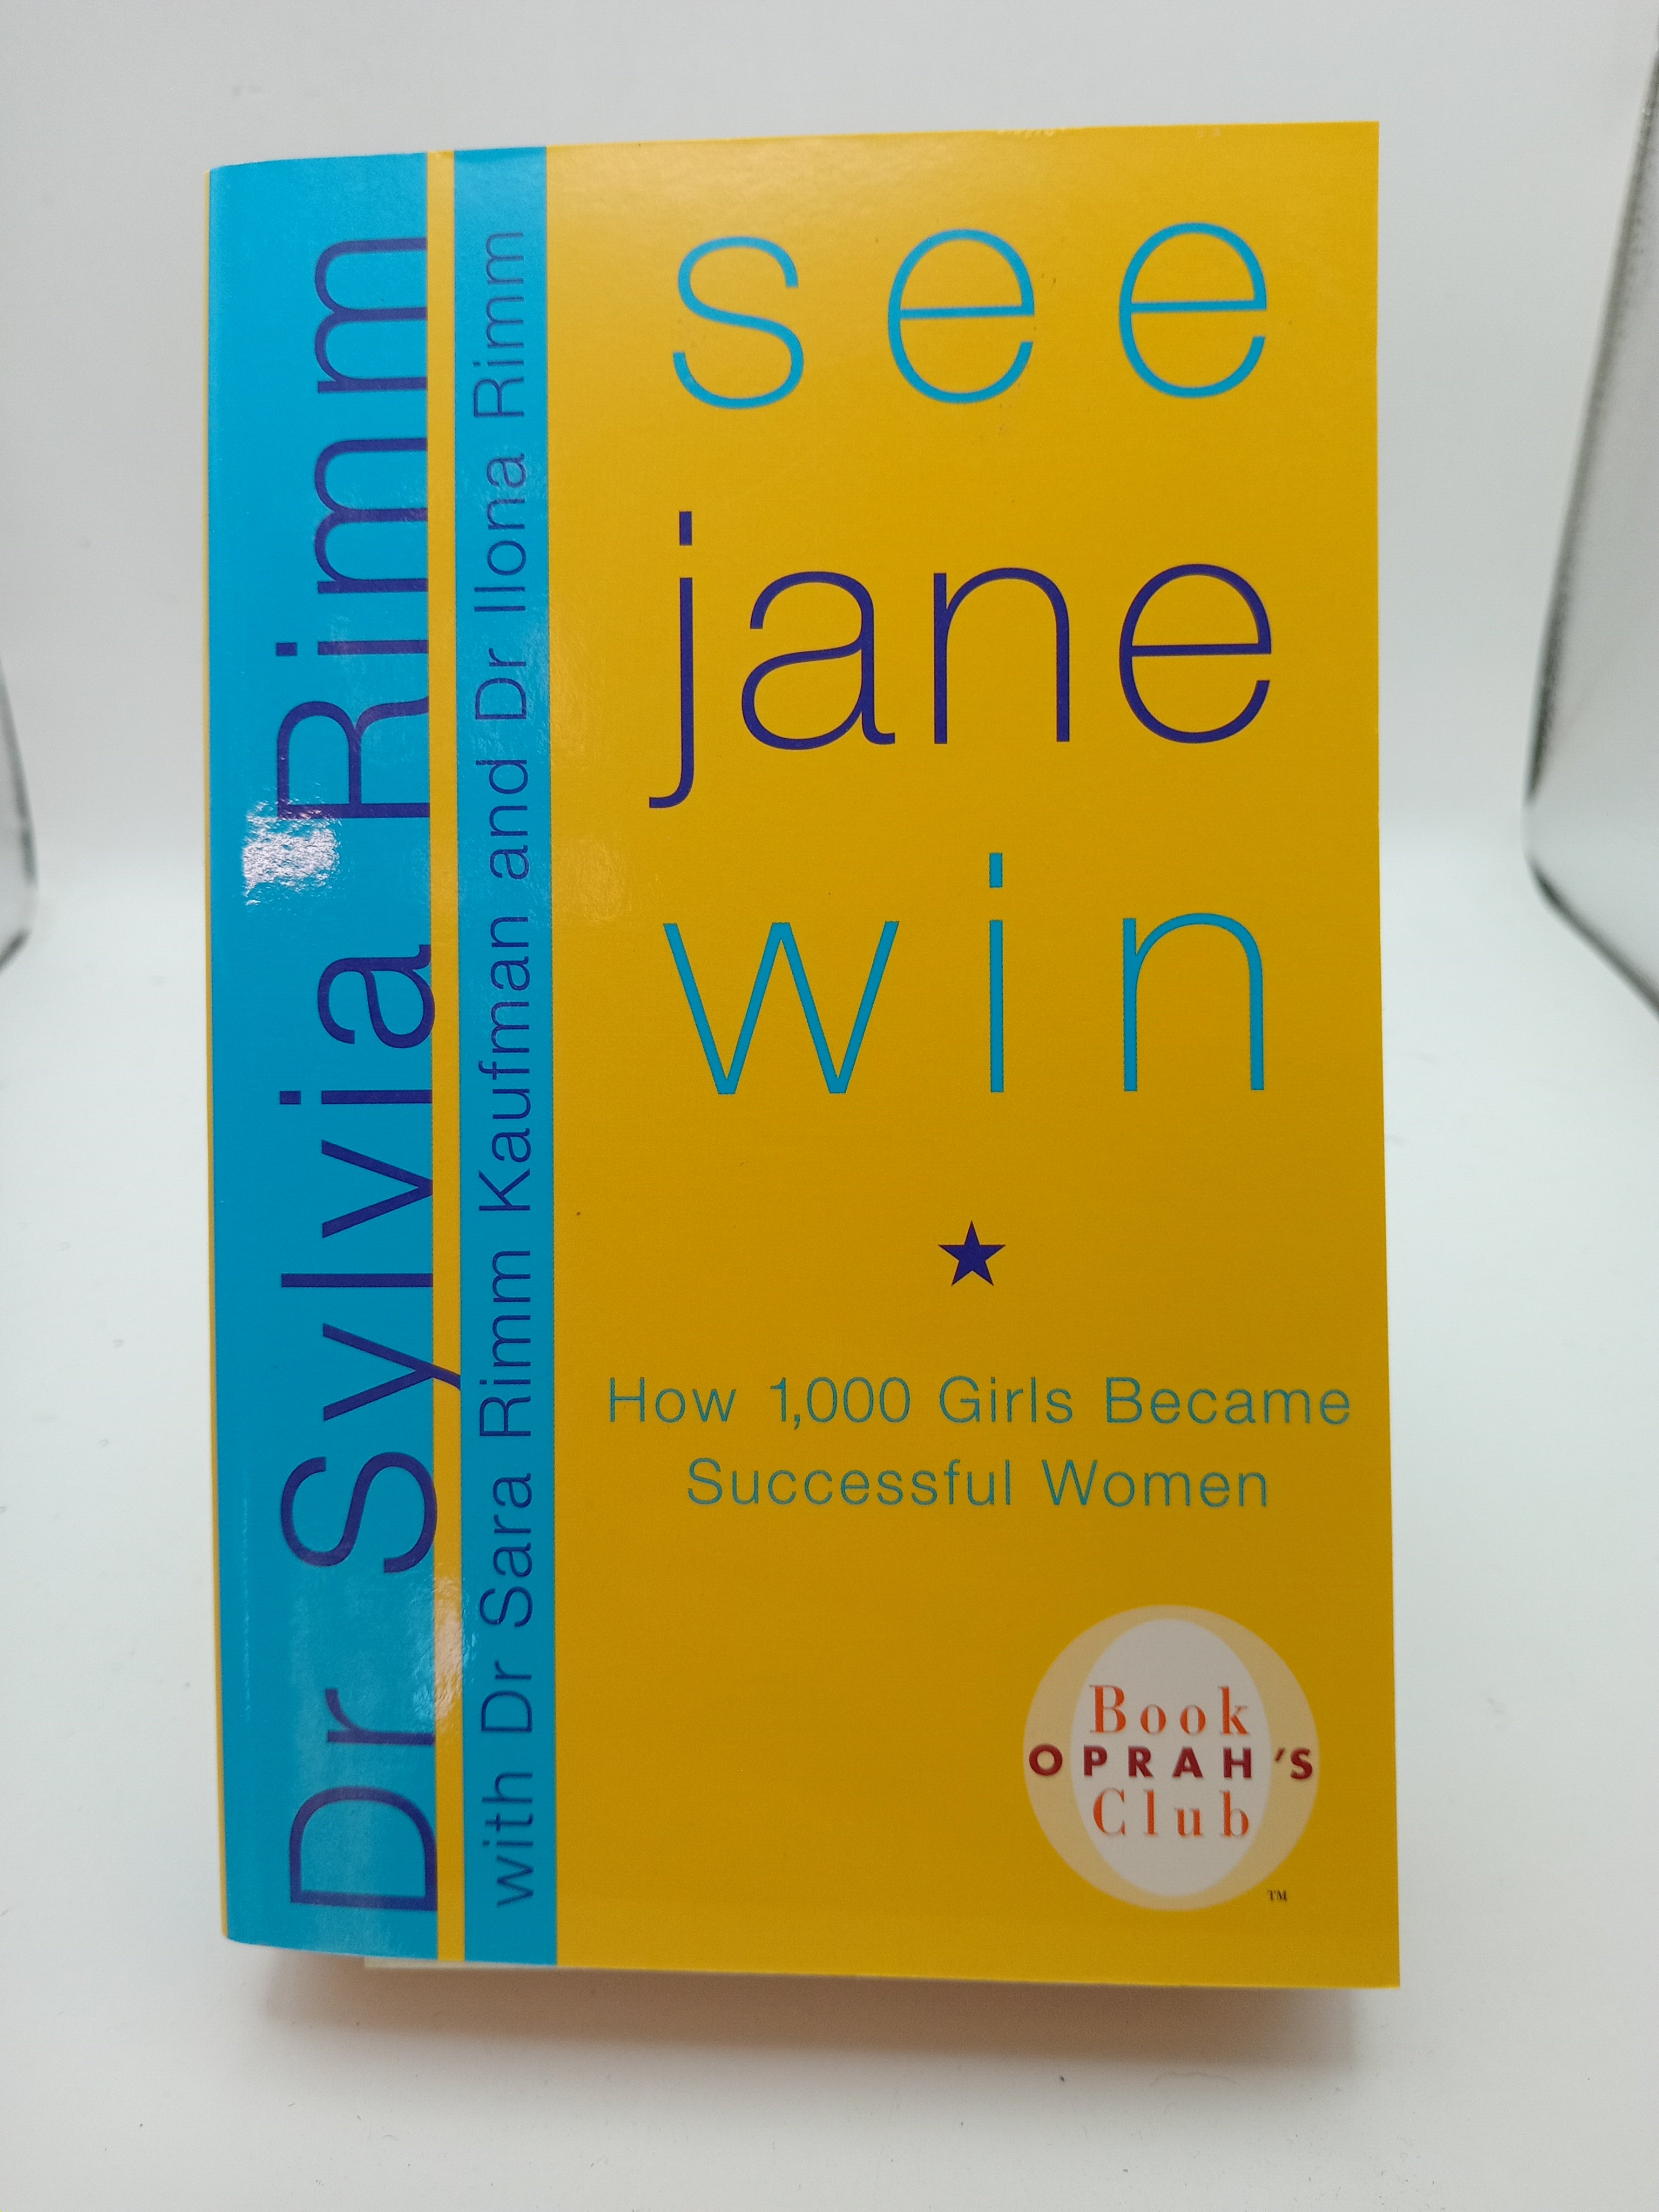 Dr Sylvia Rimm
with Dr Sara Rimm Kaufman and Dr Ilona Rimm
see
jane
win
How 1,000 Girls Became
Successful Women
Book
OPRAH'S
Club
TM